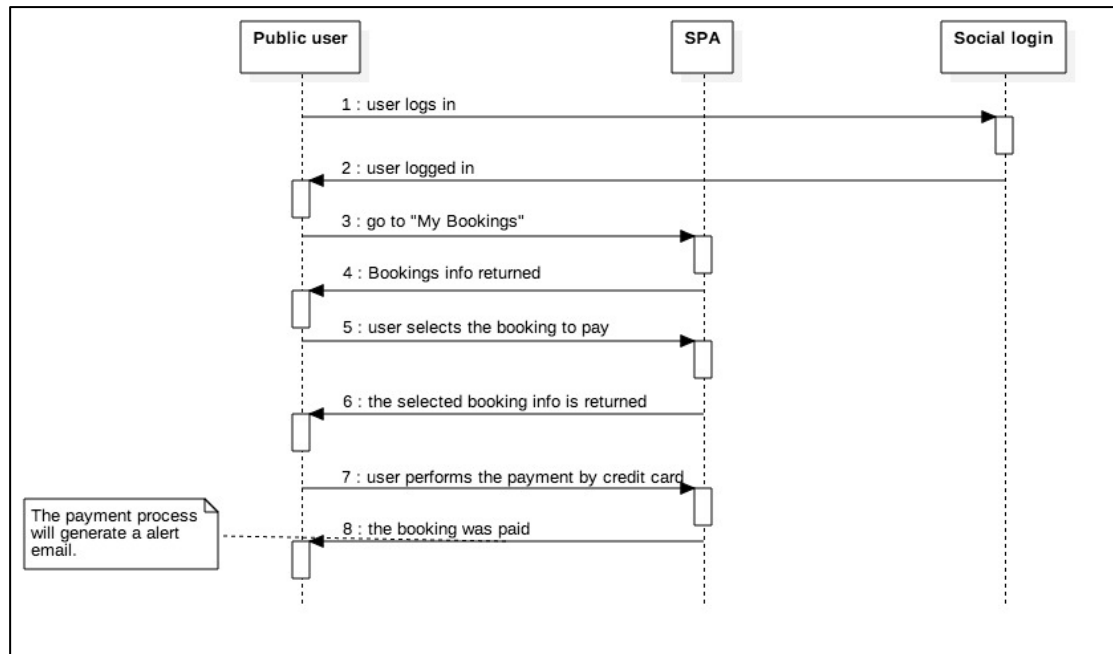 Public user
SPA
Social login
1 : user logs in
2 : user logged in
3 : go to "My Bookings"
4 : Bookings info returned
5 : user selects the booking to pay
6 : the selected booking info is returned
7 : user performs the payment by credit card
The payment process
will generate a alert
email.
8 : the booking was paid